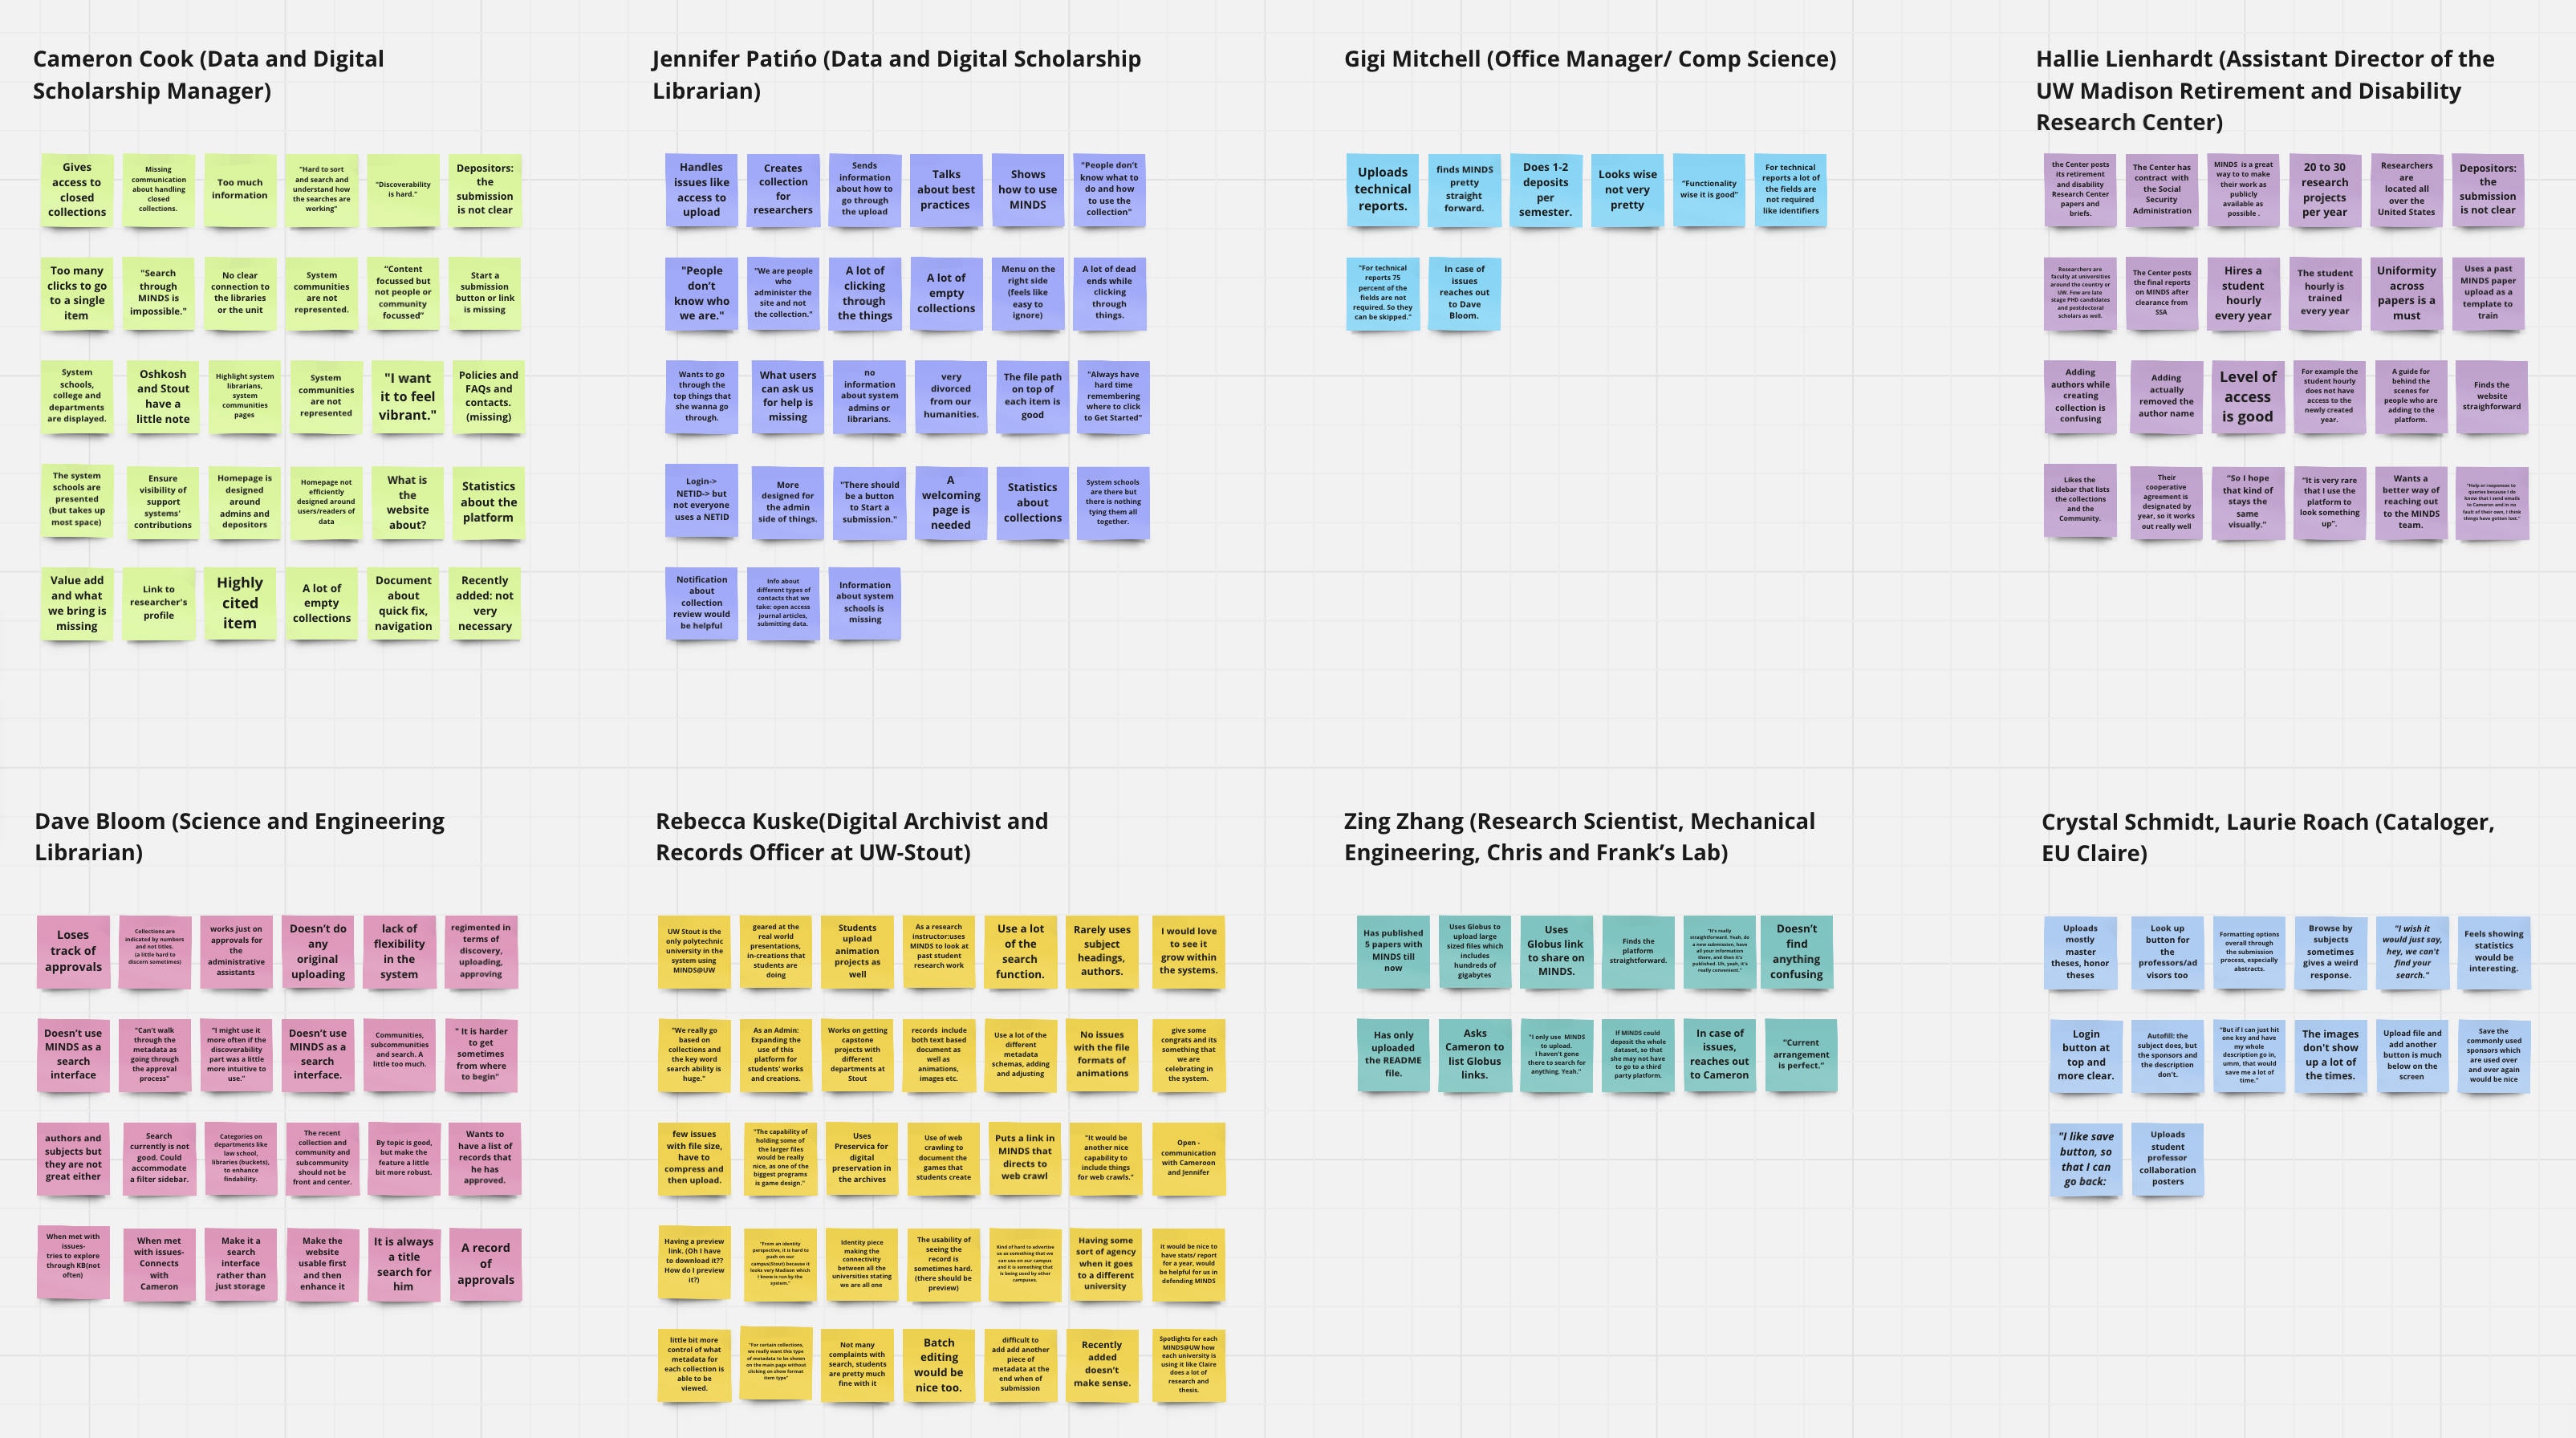 Cameron Cook (Data and Digital
Scholarship Manager)
Gives
access to
closed
collections
Missing
communication
about handling
closed
collections.
Too much
information
"Hard to sort
and search and
understand how
the searches are
working"
"Discoverability
is hard."
Depositors:
the
submission
is not clear
Too many
clicks to go
to a single
item
"Search
through
MINDS is
impossible."
No clear
connection to
the libraries
or the unit
System
communities
are not
represented.
"Content
focussed but
not people or
community
focussed"
Start a
submission
button or link
is missing
System
schools,
college and
departments
are displayed.
Oshkosh
and Stout
have a
little note
Highlight system
librarians,
system
communities
pages
System
communities
are not
represented
"I want
it to feel
vibrant."
Policies and
FAQs and
contacts.
(missing)
The system
schools are
presented
(but takes up
most space)
Ensure
visibility of
support
systems'
contributions
Homepage is
designed
around
admins and
depositors
Homepage not
efficiently
designed around
users/readers of
data
What is
the
website
about?
Statistics
about the
platform
Value add
and what
we bring is
missing
Link to
researcher's
profile
Highly
cited
item
A lot of
empty
collections
Document
about
quick fix,
navigation
Recently
added: not
very
necessary
Jennifer Patińo (Data and Digital Scholarship
Librarian)
Handles
issues like
access to
upload
Creates
collection
for
researchers
Sends
information
about how to
go through
the upload
Talks
about best
practices
Shows
how to use
MINDS
"People don't
know what to
do and how
to use the
collection"
"People
don't
know who
we are."
"We are people
who
administer the
site and not
the collection."
A lot of
clicking
through
the things
A lot of
empty
collections
Menu on the
right side
(feels like
easy to
ignore)
A lot of dead
ends while
clicking
through
things.
Wants to go
through the
top things that
she wanna go
through.
What users
can ask us
for help is
missing
no
information
about system
admins or
librarians.
very
divorced
from our
humanities.
The file path
on top of
each item is
good
"Always have
hard time
remembering
where to click
to Get Started"
Login->
NETID-> but
not everyone
uses a NETID
More
designed for
the admin
side of things.
"There should
be a button
to Start a
submission."
A
welcoming
page is
needed
Statistics
about
collections
System schools
are there but
there is nothing
tying them all
together.
Notification
about
collection
review would
be helpful
Info about
different types of
contacts that we
take: open access
journal articles,
submitting data.
Information
about system
schools is
missing
Gigi Mitchell (Office Manager/ Comp Science)
Uploads
technical
reports.
finds MINDS
pretty
straight
forward.
Does 1-2
deposits
per
semester.
Looks wise
not very
pretty
"Functionality
wise it is good"
For technical
reports a lot of
the fields are
not required
like identifiers
"For technical
reports 75
percent of the
fields are not
required. So they
can be skipped."
In case of
issues
reaches out
to Dave
Bloom.
Hallie Lienhardt (Assistant Director of the
UW Madison Retirement and Disability
Research Center)
the Center posts
its retirement
and disability
Research Center
papers and
briefs.
The Center has
contract with
the Social
Security
Administration
MINDS is a great
way to to make
their work as
publicly
available as
possible .
20 to 30
research
projects
per year
Researchers
are
located all
over the
United States
Depositors:
the
submission
is not clear
Researchers are
faculty at universities
around the country or
UW. Few are late
stage PHD candidates
and postdoctoral
scholars as well.
The Center posts
the final reports
on MINDS after
clearance from
SSA
Hires a
student
hourly
every year
The student
hourly is
trained
every year
Uniformity
across
papers is a
must
Uses a past
MINDS paper
upload as a
template to
train
Adding
authors while
creating
collection is
confusing
Adding
actually
removed the
author name
Level of
access
is good
For example the
student hourly
does not have
access to the
newly created
year.
A guide for
behind the
scenes for
people who are
adding to the
platform.
Finds the
website
straighforward
Likes the
sidebar that lists
the collections
and the
Community.
Their
cooperative
agreement is
designated by
year, so it works
out really well
"So I hope
that kind of
stays the
same
visually."
"It is very rare
that I use the
platform to
look something
up".
Wants a
better way of
reaching out
to the MINDS
team.
"Help or responses to
queries because I do
know that I send emails
to Cameron and in no
fault of their own, I think
things have gotten lost."
Dave Bloom (Science and Engineering
Librarian)
Loses
track of
approvals
Collections are
indicated by numbers
and not titles.
(a little hard to
discern sometimes)
works just on
approvals for
the
administrative
assistants
Doesn't do
any
original
uploading
lack of
flexibility
in the
system
regimented in
terms of
discovery,
uploading,
approving
Doesn't use
MINDS as a
search
interface
"Can't walk
through the
metadata as
going through
the approval
process"
"I might use it
more often if the
discoverability
part was a little
more intuitive to
use."
Doesn't use
MINDS as a
search
interface.
Communities,
subcommunities
and search. A
little too much.
" It is harder
to get
sometimes
from where
to begin"
authors and
subjects but
they are not
great either
Search
currently is not
good. Could
accommodate
a filter sidebar.
Categories on
departments like
law school,
libraries (buckets),
to enhance
findability.
The recent
collection and
community and
subcommunity
should not be
front and center.
By topic is good,
but make the
feature a little
bit more robust.
Wants to
have a list of
records that
he has
approved.
When met with
issues-
tries to explore
through KB(not
often)
When met
with issues-
Connects
with
Cameron
Make it a
search
interface
rather than
just storage
Make the
website
usable first
and then
enhance it
It is always
a title
search for
him
A record
of
approvals
Rebecca Kuske(Digital Archivist and
Records Officer at UW-Stout)
UW Stout is the
only polytechnic
university in the
system using
MINDS@UW
geared at the
real world
presentations,
in-creations that
students are
doing
Students
upload
animation
projects as
well
As a research
instructor:uses
MINDS to look at
past student
research work
Use a lot
of the
search
function.
Rarely uses
subject
headings,
authors.
I would love
to see it
grow within
the systems.
"We really go
based on
collections and
the key word
search ability is
huge."
As an Admin:
Expanding the
use of this
platform for
students' works
and creations.
Works on getting
capstone
projects with
different
departments at
Stout
records include
both text based
document as
well as
animations,
images etc.
Use a lot of the
different
metadata
schemas, adding
and adjusting
No issues
with the file
formats of
animations
give some
congrats and its
something that
we are
celebrating in
the system.
few issues
with file size,
have to
compress and
then upload.
"The capability of
holding some of
the larger files
would be really
nice, as one of the
biggest programs
is game design."
Uses
Preservica for
digital
preservation in
the archives
Use of web
crawling to
document the
games that
students create
Puts a link in
MINDS that
directs to
web crawl
"It would be
another nice
capability to
include things
for web crawls."
Open -
communication
with Cameroon
and Jennifer
Having a preview
link. (Oh I have
to download it??
How do I preview
it?)
"From an identity
perspective, it is hard to
push on our
campus(Stout) because it
looks very Madison which
I know is run by the
system."
Identity piece
making the
connectivity
between all the
universities stating
we are all one
The usability of
seeing the
record is
sometimes hard.
(there should be
preview)
Kind of hard to advertise
us as something that we
can use on our campus
and it is something that
is being used by other
campuses.
Having some
sort of agency
when it goes
to a different
university
it would be nice to
have stats/ report
for a year, would
be helpful for us in
defending MINDS
little bit more
control of what
metadata for
each collection is
able to be
viewed.
"For certain collections,
we really want this type
of metadata to be shown
on the main page without
clicking on show format
item type"
Not many
complaints with
search, students
are pretty much
fine with it
Batch
editing
would be
nice too.
difficult to
add add another
piece of
metadata at the
end when of
submission
Recently
added
doesn't
make sense.
Spotlights for each
MINDS@UW how
each university is
using it like Claire
does a lot of
research and
thesis.
Zing Zhang (Research Scientist, Mechanical
Engineering, Chris and Frank's Lab)
Has published
5 papers with
MINDS till
now
Uses Globus to
upload large
sized files which
includes
hundreds of
gigabytes
Uses
Globus link
to share on
MINDS.
Finds the
platform
straightforward.
"It's really
straightforward. Yeah, do
a new submission, have
all your information
there, and then it's
published. Uh, yeah, it's
really convenient."
Doesn't
find
anything
confusing
Has only
uploaded
the README
file.
Asks
Cameron to
list Globus
links.
"I only use MINDS
to upload.
I haven't gone
there to search for
anything. Yeah."
If MINDS could
deposit the whole
dataset, so that
she may not have
to go to a third
party platform.
In case of
issues,
reaches out
to Cameron
"Current
arrangement
is perfect."
Crystal Schmidt, Laurie Roach (Cataloger,
EU Claire)
Uploads
mostly
master
theses, honor
theses
Look up
button for
the
professors/ad
visors too
Formatting options
overall through
the submission
process, especially
abstracts.
Browse by
subjects
sometimes
gives a weird
response.
"I wish it
would just say,
hey, we can't
find your
search."
Feels showing
statistics
would be
interesting.
Login
button at
top and
more clear.
Autofill: the
subject does, but
the sponsors and
the description
don't.
"But if I can just hit
one key and have
my whole
description go in,
umm, that would
save me a lot of
time."
The images
don't show
up a lot of
the times.
Upload file and
add another
button is much
below on the
screen
Save the
commonly used
sponsors which
are used over
and over again
would be nice
"I like save
button, so
that I can
go back:
Uploads
student
professor
collaboration
posters